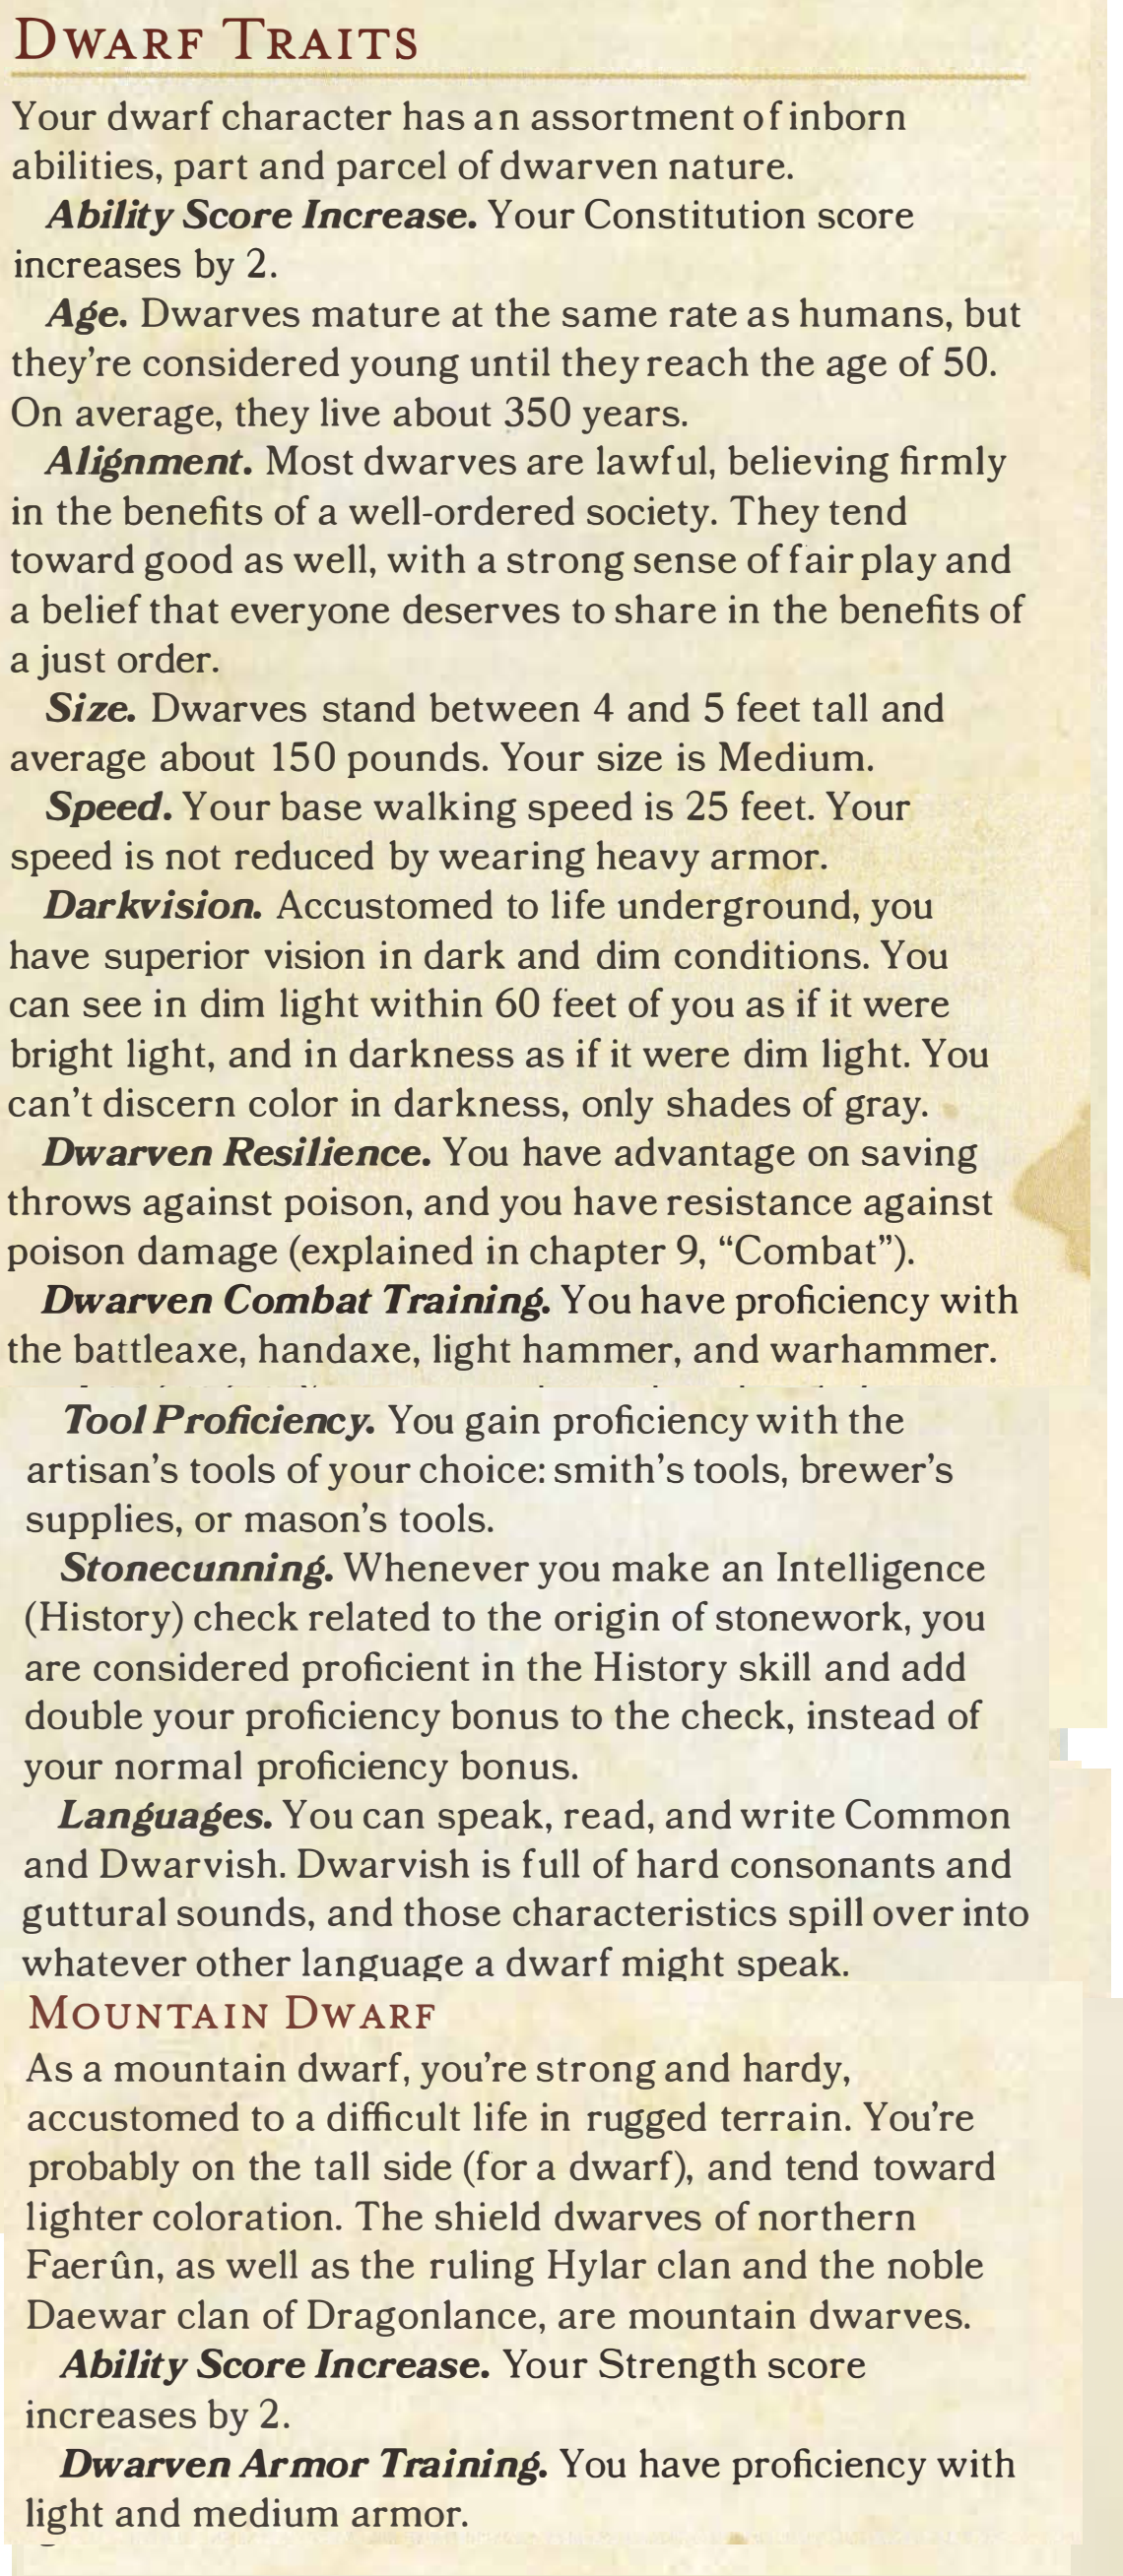 DWARF TRAITS
Your dwarf character has an assortment of inborn
abilities, part and parcel of dwarven nature.
Ability Score Increase. Your Constitution score
increases by 2.
Age. Dwarves mature at the same rate as humans, but
they're considered young until they reach the age of 50.
On average, they live about 350 years.
Alignment. Most dwarves are lawful, believing firmly
in the benefits of a well-ordered society. They tend
toward good as well, with a strong sense of fair play and
a belief that everyone deserves to share in the benefits of
a just order.
Size. Dwarves stand between 4 and 5 feet tall and
average about 150 pounds. Your size is Medium.
Speed. Your base walking speed is 25 feet. Your
speed is not reduced by wearing heavy armor.
Darkvision. Accustomed to life underground, you
have superior vision in dark and dim conditions. You
can see in dim light within 60 feet of you as if it were
bright light, and in darkness as if it were dim light. You
can't discern color in darkness, only shades of gray.
Dwarven Resilience. You have advantage on saving
throws against poison, and you have resistance against
poison damage (explained in chapter 9, “Combat”).
Dwarven Combat Training. You have proficiency with
the battleaxe, handaxe, light hammer, and warhammer.
Tool Proficiency. You gain proficiency with the
artisan's tools of your choice: smith's tools, brewer's
supplies, or mason's tools.
Stonecunning. Whenever you make an Intelligence
(History) check related to the origin of stonework, you
are considered proficient in the History skill and add
double your proficiency bonus to the check, instead of
your normal proficiency bonus.
Languages. You can speak, read, and write Common
and Dwarvish. Dwarvish is full of hard consonants and
guttural sounds, and those characteristics spill over into
whatever other language a dwarf might speak.
MOUNTAIN DWARF
As a mountain dwarf, you're strong and hardy,
accustomed to a difficult life in rugged terrain. You're
probably on the tall side (for a dwarf), and tend toward
lighter coloration. The shield dwarves of northern
Faerûn, as well as the ruling Hylar clan and the noble
Daewar clan of Dragonlance, are mountain dwarves.
Ability Score Increase. Your Strength score
increases by 2.
Dwarven Armor Training. You have proficiency with
light and medium armor.